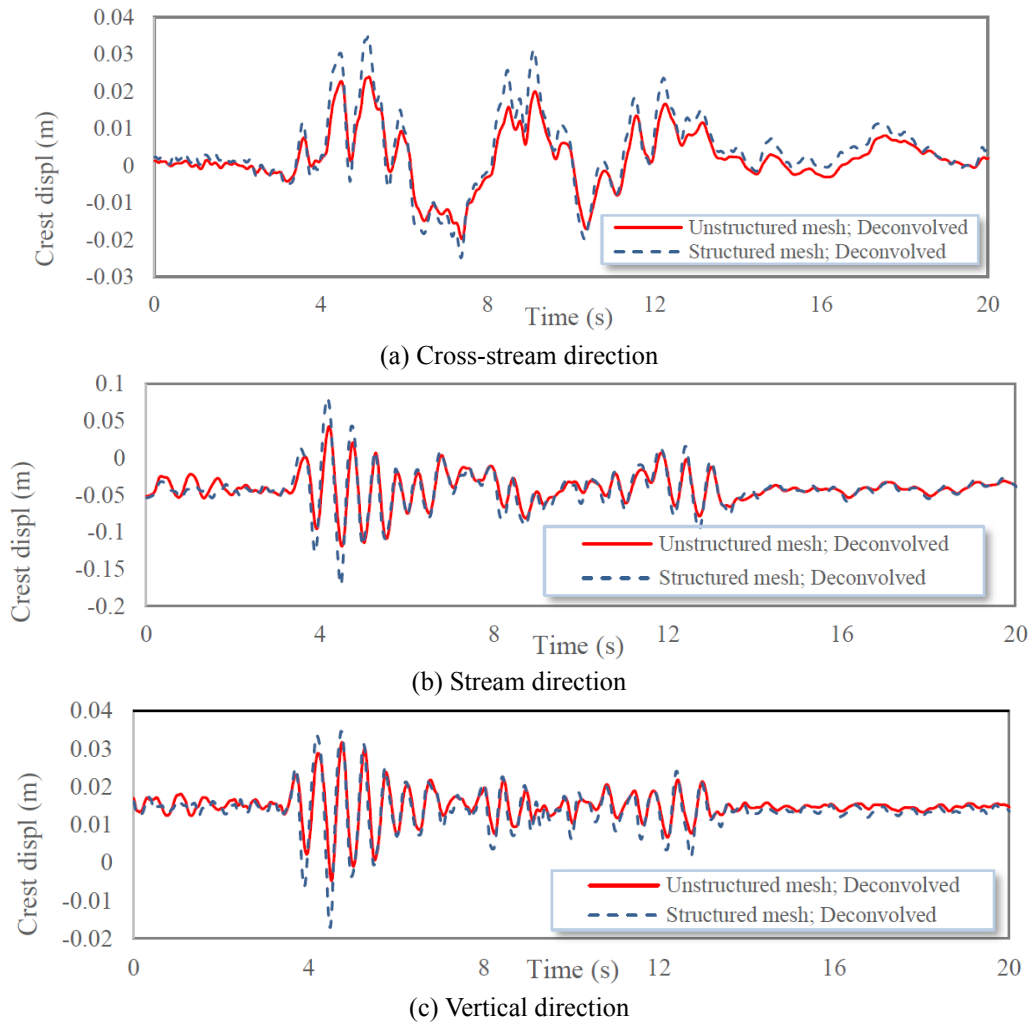 0.04
0.03
0.02
0.01
0
-0.01
-0.02
-0.03
Crest displ (m)
Unstructured mesh; Deconvolved
Structured mesh; Deconvolved
0 4 8 12 16 20
Time (s)
(a) Cross-stream direction
0.1
0.05
0
-0.05
-0.1
-0.15
-0.2
Crest displ (m)
Unstructured mesh; Deconvolved
Structured mesh; Deconvolved
0 4 8 12 16 20
Time (s)
(b) Stream direction
0.04
0.03
0.02
0.01
0
-0.01
-0.02
Crest displ (m)
Unstructured mesh; Deconvolved
Structured mesh; Deconvolved
0 4 8 12 16 20
Time (s)
(c) Vertical direction